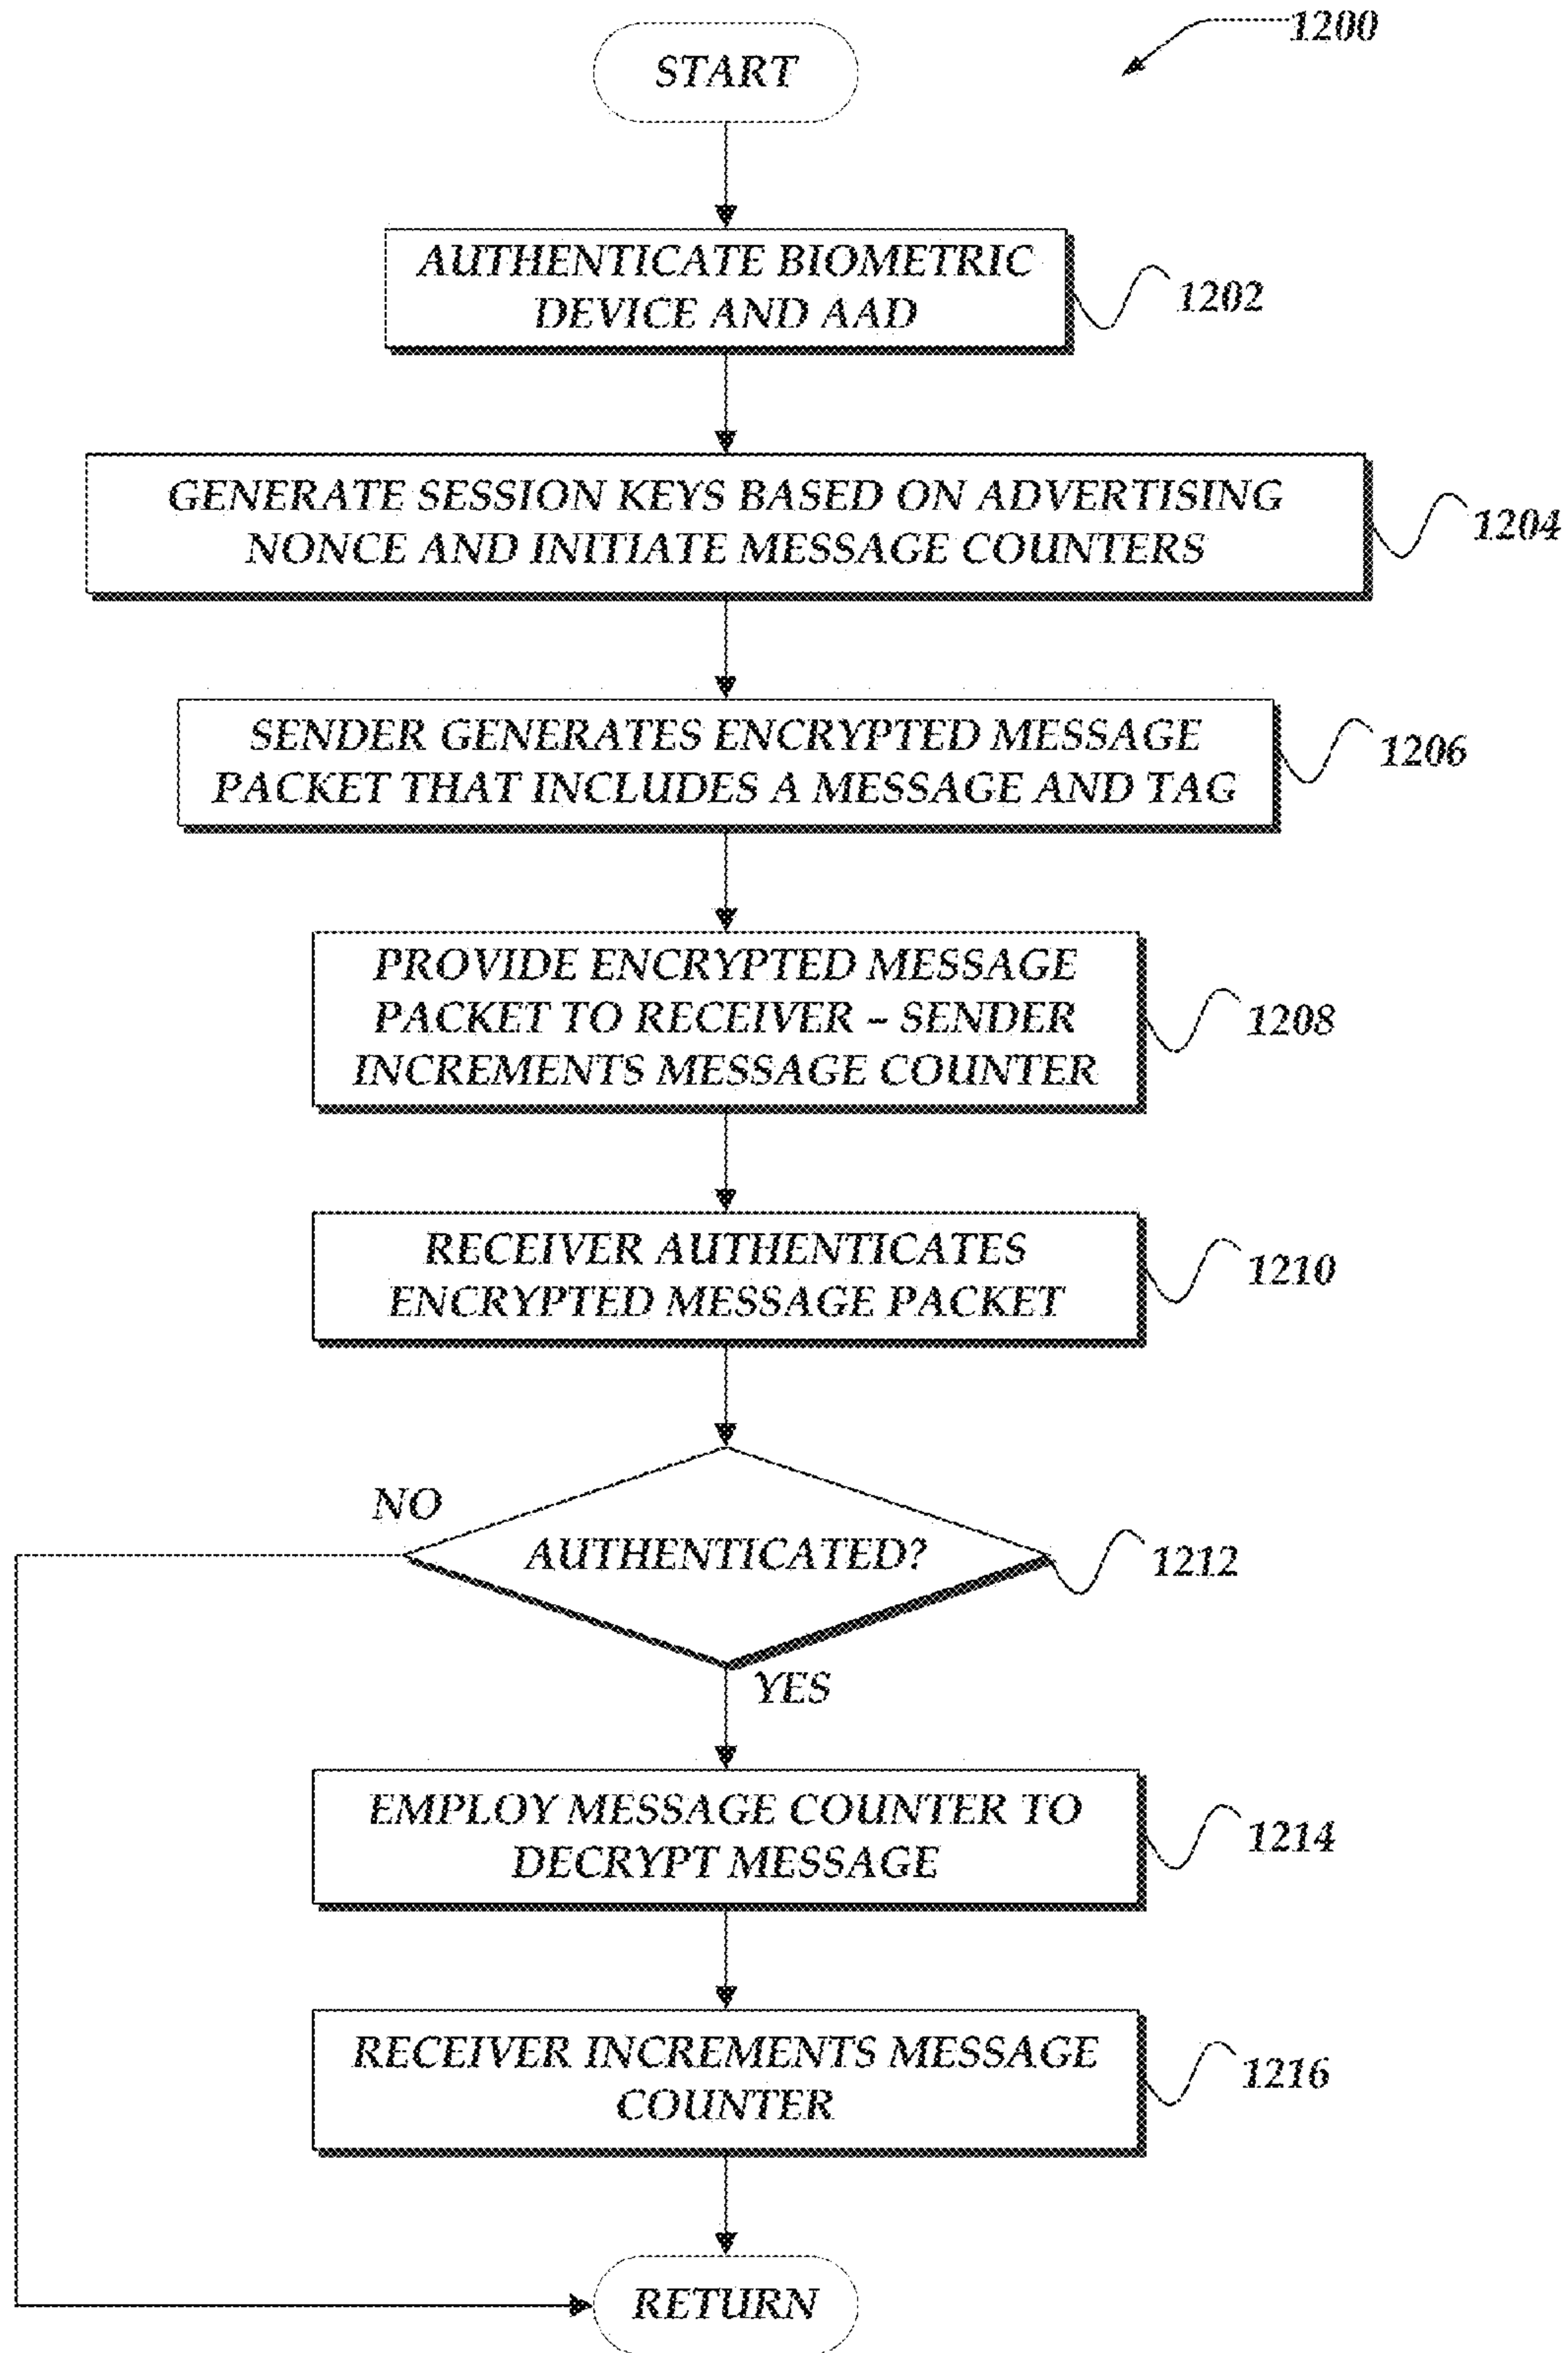 1200
START
AUTHENTICATE BIOMETRIC
DEVICE AND AAD
1202
GENERATE SESSION KEYS BASED ON ADVERTISING
NONCE AND INITIATE MESSAGE COUNTERS
1204
SENDER GENERATES ENCRYPTED MESSAGE
PACKET THAT INCLUDES A MESSAGE AND TAG
1206
PROVIDE ENCRYPTED MESSAGE
PACKET TO RECEIVER – SENDER
INCREMENTS MESSAGE COUNTER
1208
RECEIVER AUTHENTICATES
ENCRYPTED MESSAGE PACKET
1210
NO
AUTHENTICATED?
1212
YES
EMPLOY MESSAGE COUNTER TO
DECRYPT MESSAGE
1214
RECEIVER INCREMENTS MESSAGE
COUNTER
1216
RETURN